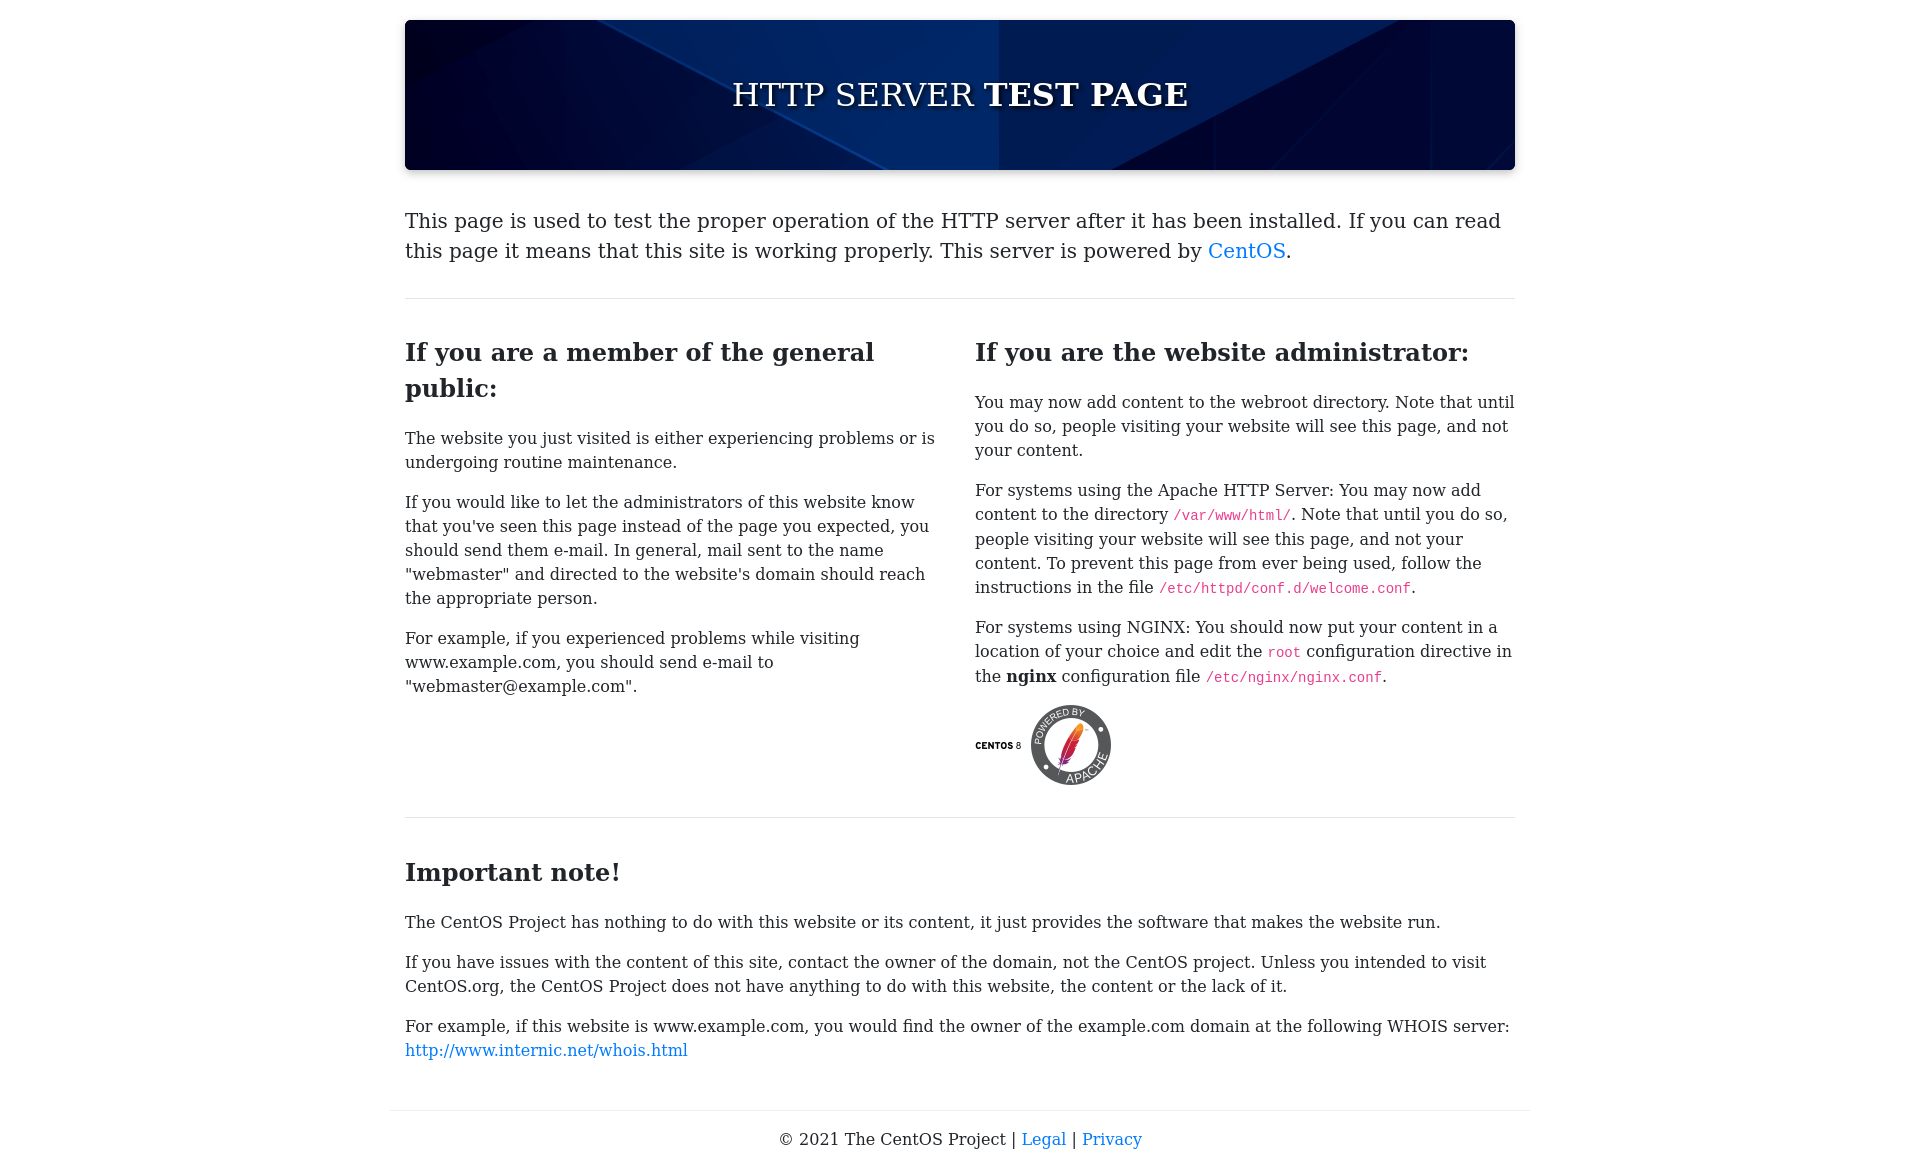 HTTP SERVER TEST PAGE
This page is used to test the proper operation of the HTTP server after it has been installed. If you can read
this page it means that this site is working properly. This server is powered by CentOS.
If you are a member of the general
public:
The website you just visited is either experiencing problems or is
undergoing routine maintenance.
If you would like to let the administrators of this website know
that you've seen this page instead of the page you expected, you
should send them e-mail. In general, mail sent to the name
"webmaster" and directed to the website's domain should reach
the appropriate person.
For example, if you experienced problems while visiting
www.example.com, you should send e-mail to
"webmaster@example.com".
If you are the website administrator:
You may now add content to the webroot directory. Note that until
you do so, people visiting your website will see this page, and not
your content.
For systems using the Apache HTTP Server: You may now add
content to the directory /var/www/html/. Note that until you do so,
people visiting your website will see this page, and not your
content. To prevent this page from ever being used, follow the
instructions in the file /etc/httpd/conf.d/welcome.conf.
For systems using NGINX: You should now put your content in a
location of your choice and edit the root configuration directive in
the nginx configuration file /etc/nginx/nginx.conf.
CENTOS 8
POWERED BY
APACHE
Important note!
The CentOS Project has nothing to do with this website or its content, it just provides the software that makes the website run.
If you have issues with the content of this site, contact the owner of the domain, not the CentOS project. Unless you intended to visit
CentOS.org, the CentOS Project does not have anything to do with this website, the content or the lack of it.
For example, if this website is www.example.com, you would find the owner of the example.com domain at the following WHOIS server:
http://www.internic.net/whois.html
© 2021 The CentOS Project | Legal | Privacy